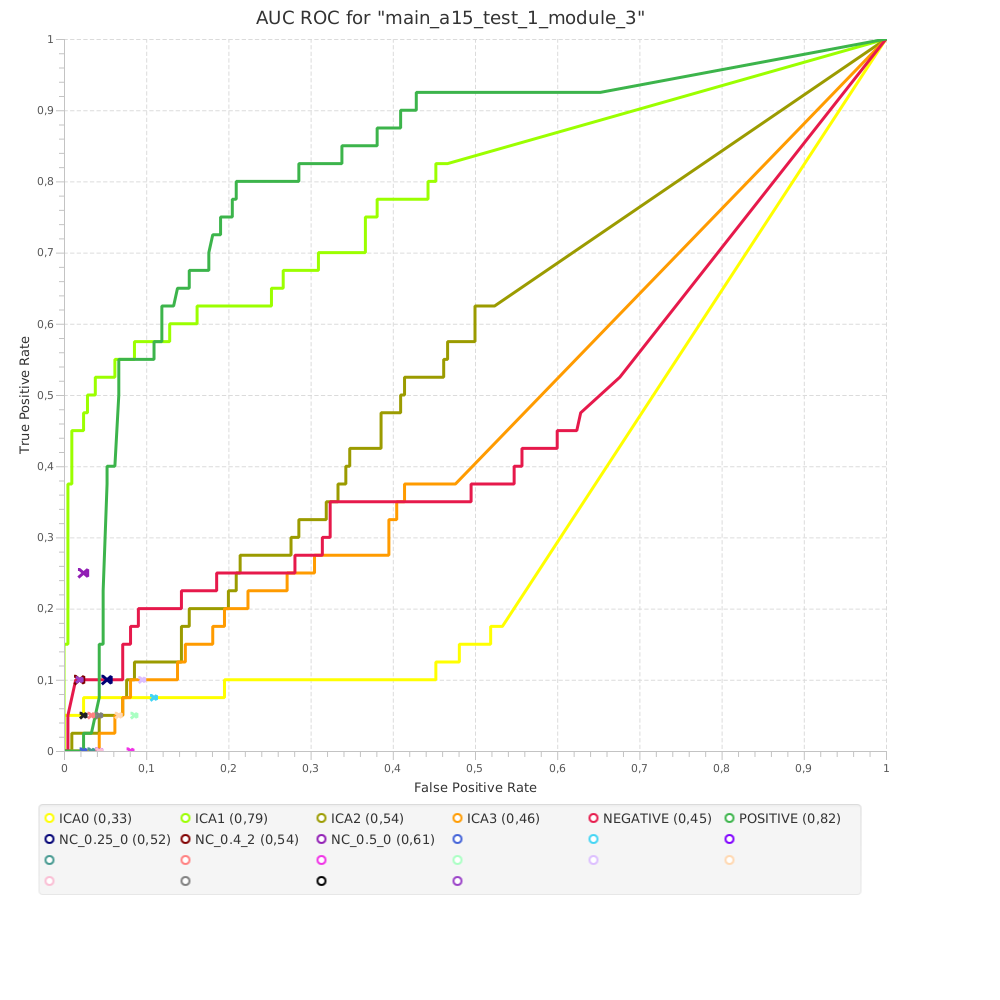 AUC ROC for "main_a15_test_1_module_3"
True Positive Rate
1
0,9
0,8
0,7
0,6
0,5
0,4
0,3
0,2
0,1
0
0 0,1 0,2 0,3 0,4 0,5 0,6 0,7 0,8 0,9 1
False Positive Rate
ICA0 (0,33) ICA1 (0,79) ICA2 (0,54) ICA3 (0,46) NEGATIVE (0,45) POSITIVE (0,82)
NC_0.25_0 (0,52) NC_0.4_2 (0,54) NC_0.5_0 (0,61)